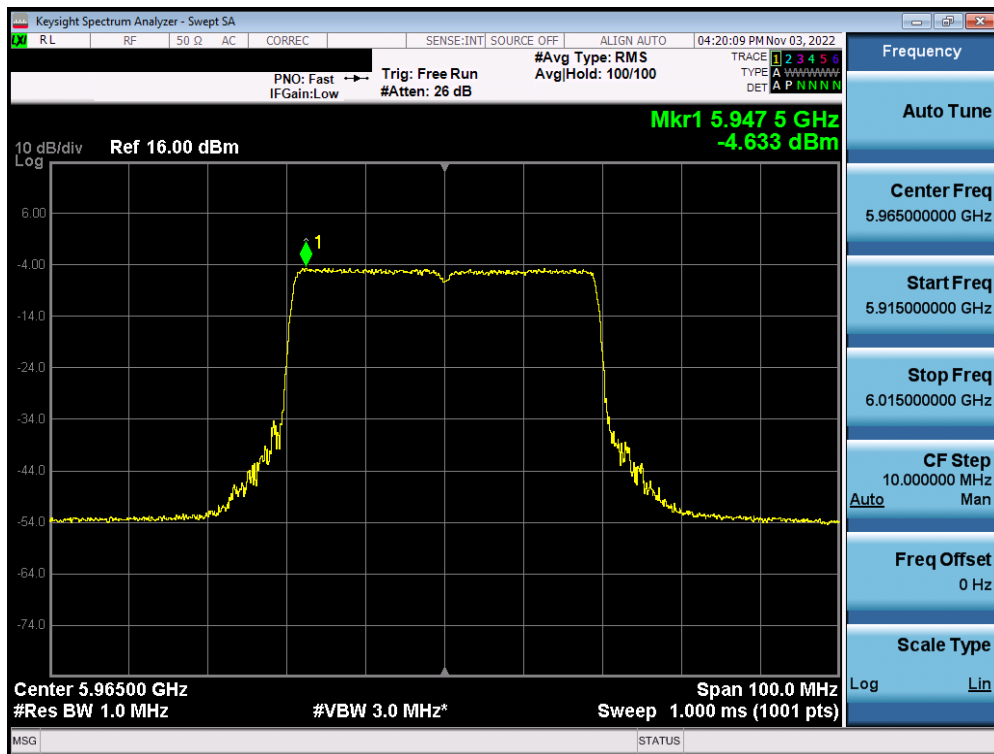 Keysight Spectrum Analyzer - Swept SA
LXI RL RF 50 Ω AC CORREC SENSE:INT SOURCE OFF ALIGN AUTO 04:20:09 PM Nov 03, 2022
Frequency
PNO: Fast Trig: Free Run #Avg Type: RMS TRACE 1 2 3 4 5 6
IFGain:Low #Atten: 26 dB Avg|Hold: 100/100 TYPE A WWWWW
DET A P N N N N
Auto Tune
Mkr1 5.947 5 GHz
-4.633 dBm
10 dB/div Ref 16.00 dBm
Log
Center Freq
5.965000000 GHz
6.00
1
-4.00
Start Freq
5.915000000 GHz
-14.0
-24.0
Stop Freq
6.015000000 GHz
-34.0
-44.0
CF Step
10.000000 MHz
Auto Man
-54.0
-64.0
Freq Offset
0 Hz
-74.0
Scale Type
Log Lin
Center 5.96500 GHz Span 100.0 MHz
#Res BW 1.0 MHz #VBW 3.0 MHz* Sweep 1.000 ms (1001 pts)
MSG STATUS